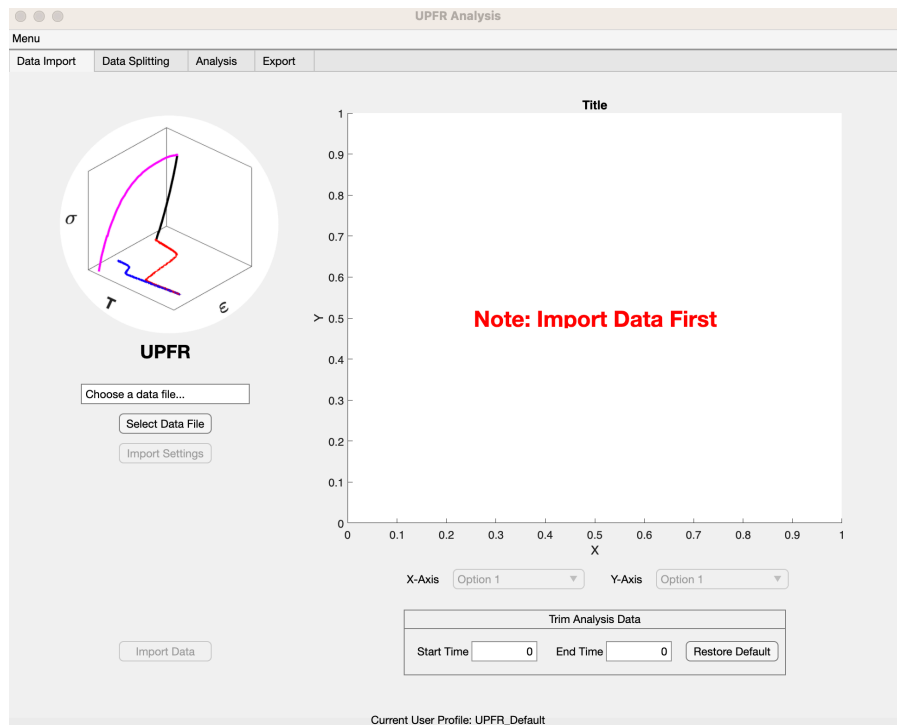 UPFR Analysis
Menu
Data Import Data Splitting Analysis Export
σ
T
ε
UPFR
Choose a data file...
Select Data File
Import Settings
Import Data
Title
1
0.9
0.8
0.7
0.6
0.5
0.4
0.3
0.2
0.1
0
Y
Note: Import Data First
0 0.1 0.2 0.3 0.4 0.5 0.6 0.7 0.8 0.9 1
X
X-Axis Option 1 Y-Axis Option 1
Trim Analysis Data
Start Time 0 End Time 0 Restore Default
Current User Profile: UPFR_Default